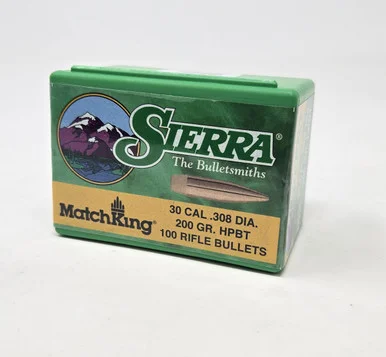 SIERRA®
The Bulletsmiths
MatchKing®
30 CAL .308 DIA.
200 GR. HPBT
100 RIFLE BULLETS